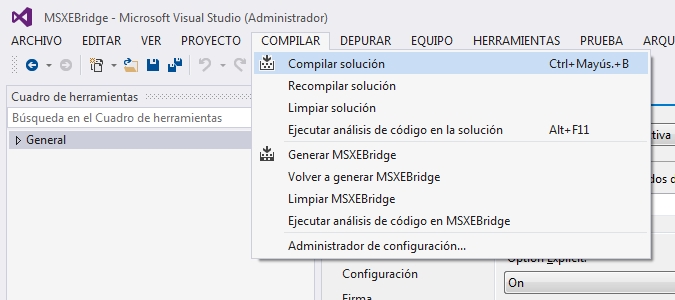 MSXEBridge - Microsoft Visual Studio (Administrador)
ARCHIVO EDITAR VER PROYECTO COMPILAR DEPURAR EQUIPO HERRAMIENTAS PRUEBA ARQU
Cuadro de herramientas
Búsqueda en el Cuadro de herramientas
General
Compilar solución Ctrl+Mayús.+B
Recompilar solución
Limpiar solución
Ejecutar análisis de código en la solución Alt+F11
Generar MSXEBridge
Volver a generar MSXEBridge
Limpiar MSXEBridge
Ejecutar análisis de código en MSXEBridge
Administrador de configuración...
tiva
dos d
Option Explicit:
Configuración
On
Firma